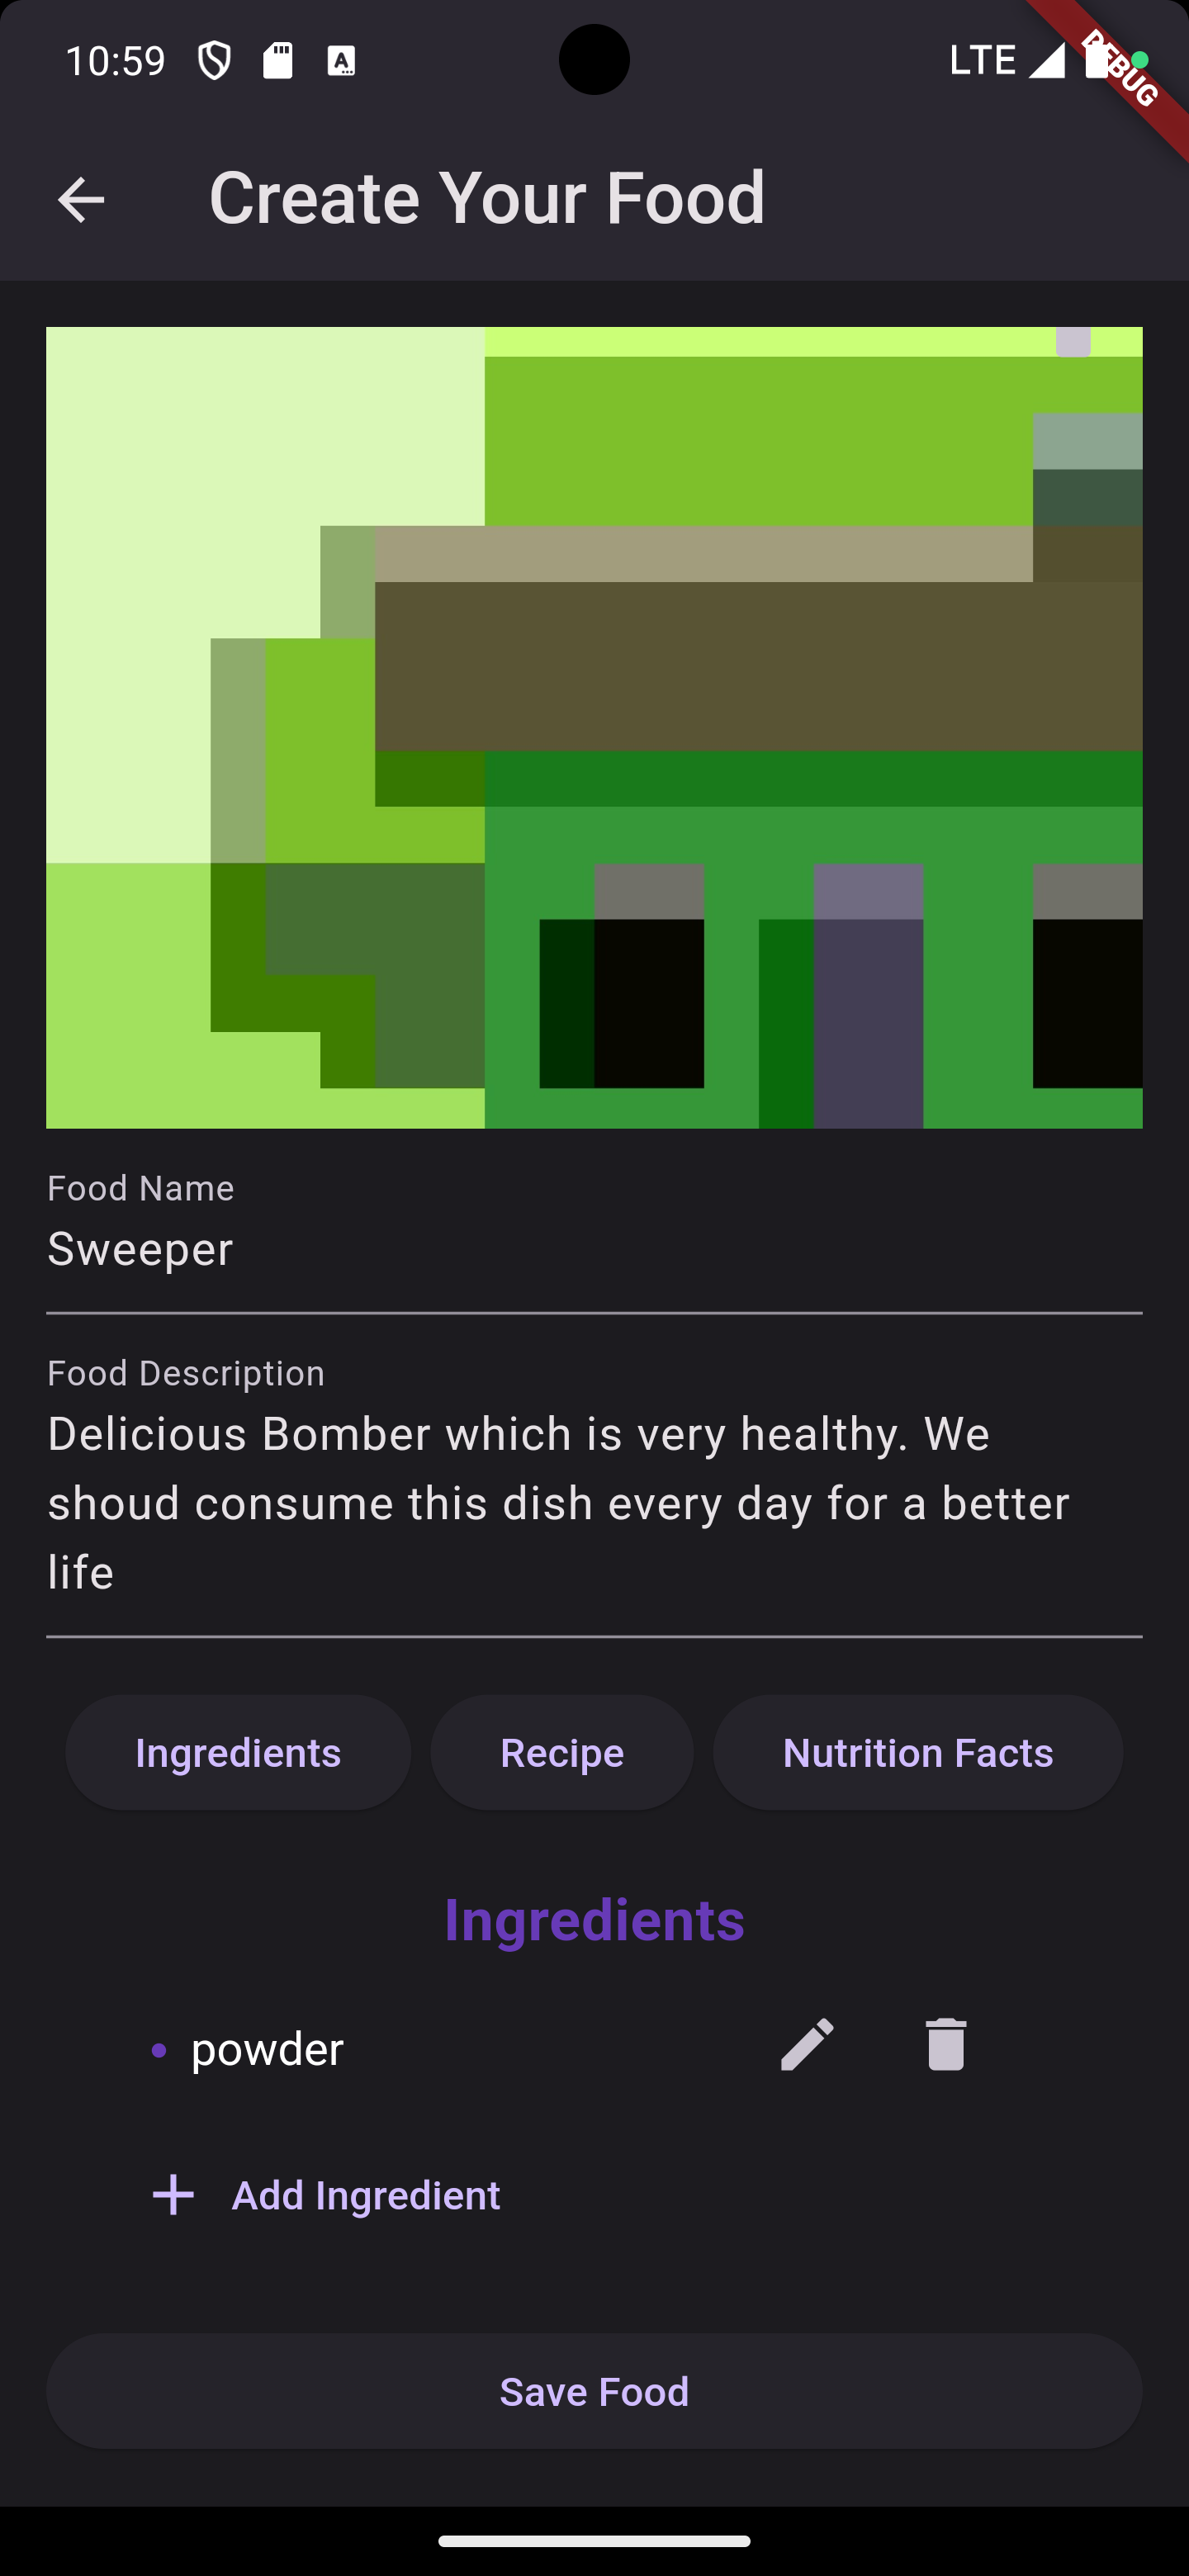 10:59
LTE
DEBUG
Create Your Food
Food Name
Sweeper
Food Description
Delicious Bomber which is very healthy. We
shoud consume this dish every day for a better
life
Ingredients
Recipe
Nutrition Facts
Ingredients
• powder
Add Ingredient
Save Food